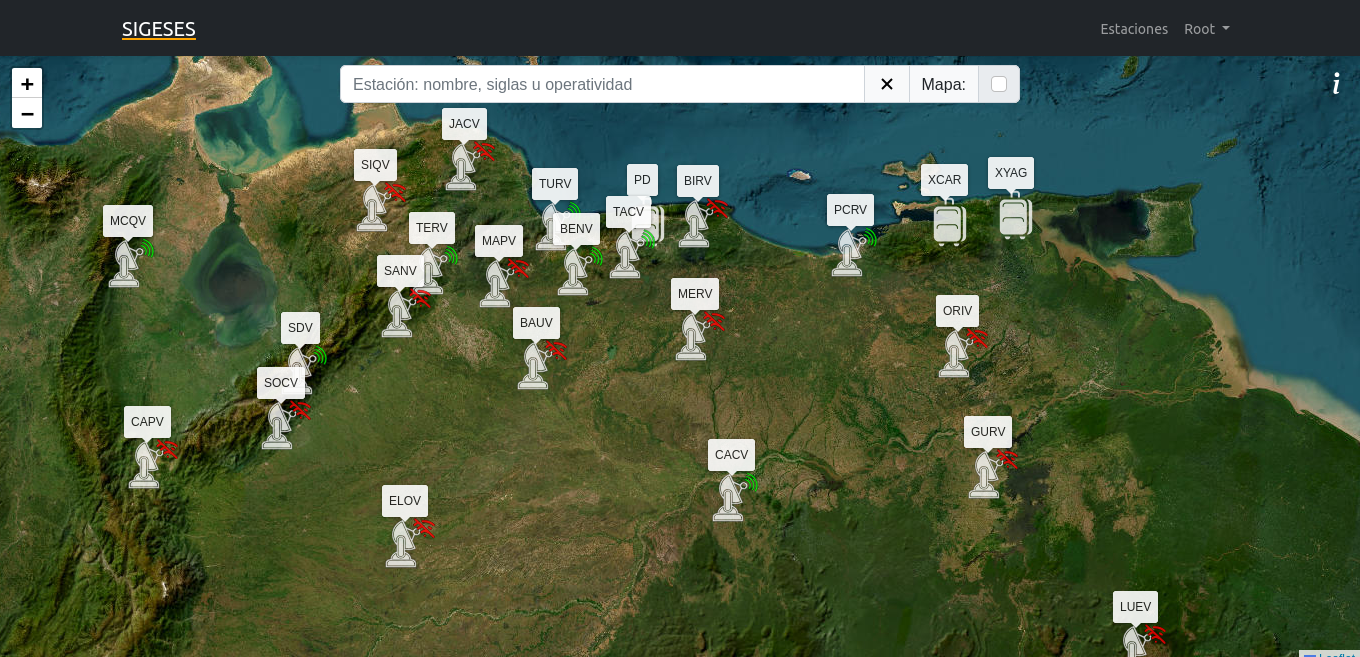 SIGESES
Estaciones Root
+
Estación: nombre, siglas u operatividad ✕ Mapa:
i
−
JACV
SIQV
XYAG
TURV
PD
BIRV
XCAR
MCQV
TACV
PCRV
TERV
BENV
MAPV
SANV
MERV
ORIV
BAUV
SDV
SOCV
CAPV
GURV
CACV
ELOV
LUEV
Leaflet